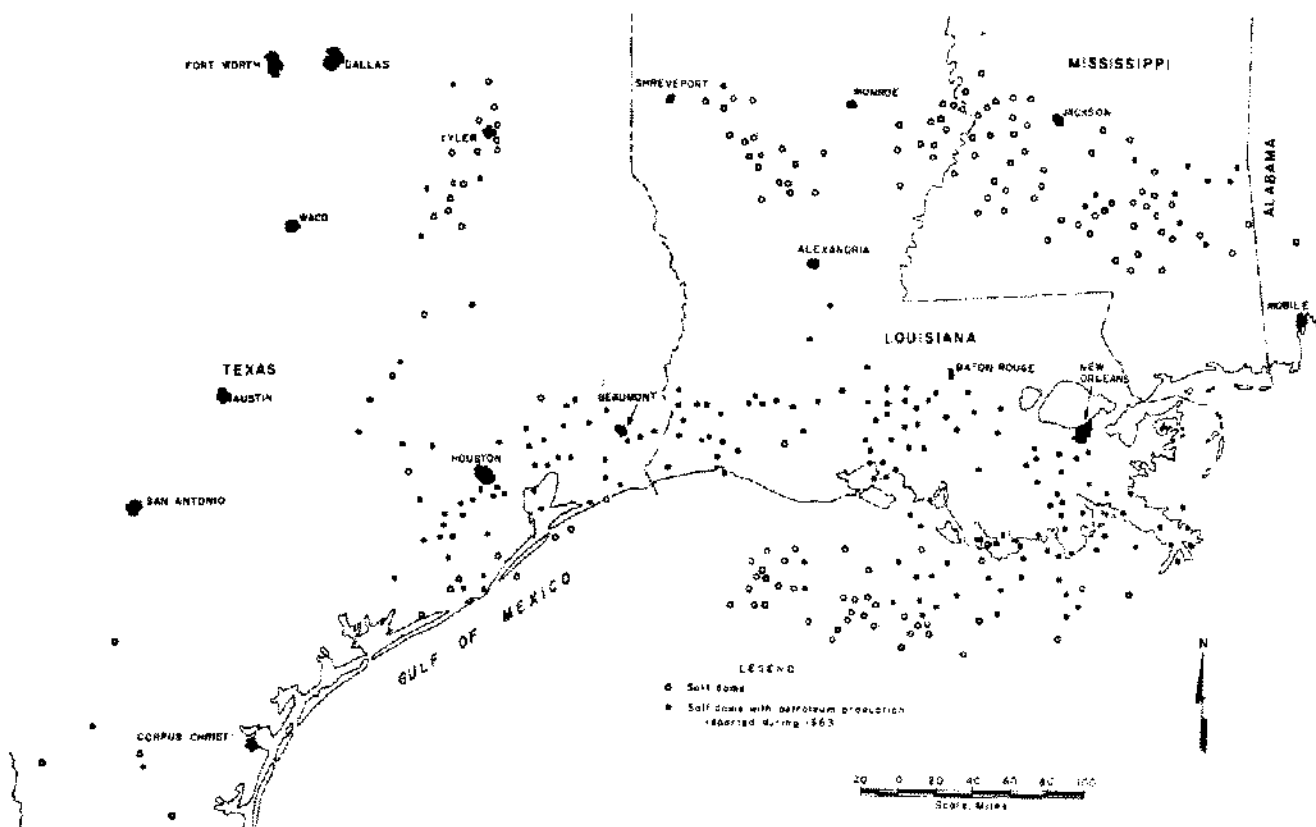 FORT WORTH
DALLAS
SHREVEPORT
MONROE
MISSISSIPPI
JACKSON
TYLER
ALABAMA
WACO
ALEXANDRIA
MOBILE
LOUISIANA
TEXAS
BATON ROUGE
NEW
ORLEANS
AUSTIN
BEAUMONT
HOUSTON
SAN ANTONIO
GULF OF MEXICO
N
LEGEND
Salt dome
Salt dome with petroleum production
reported during 1963
CORPUS CHRISTI
20 0 20 40 60 80 100
Scale, Miles